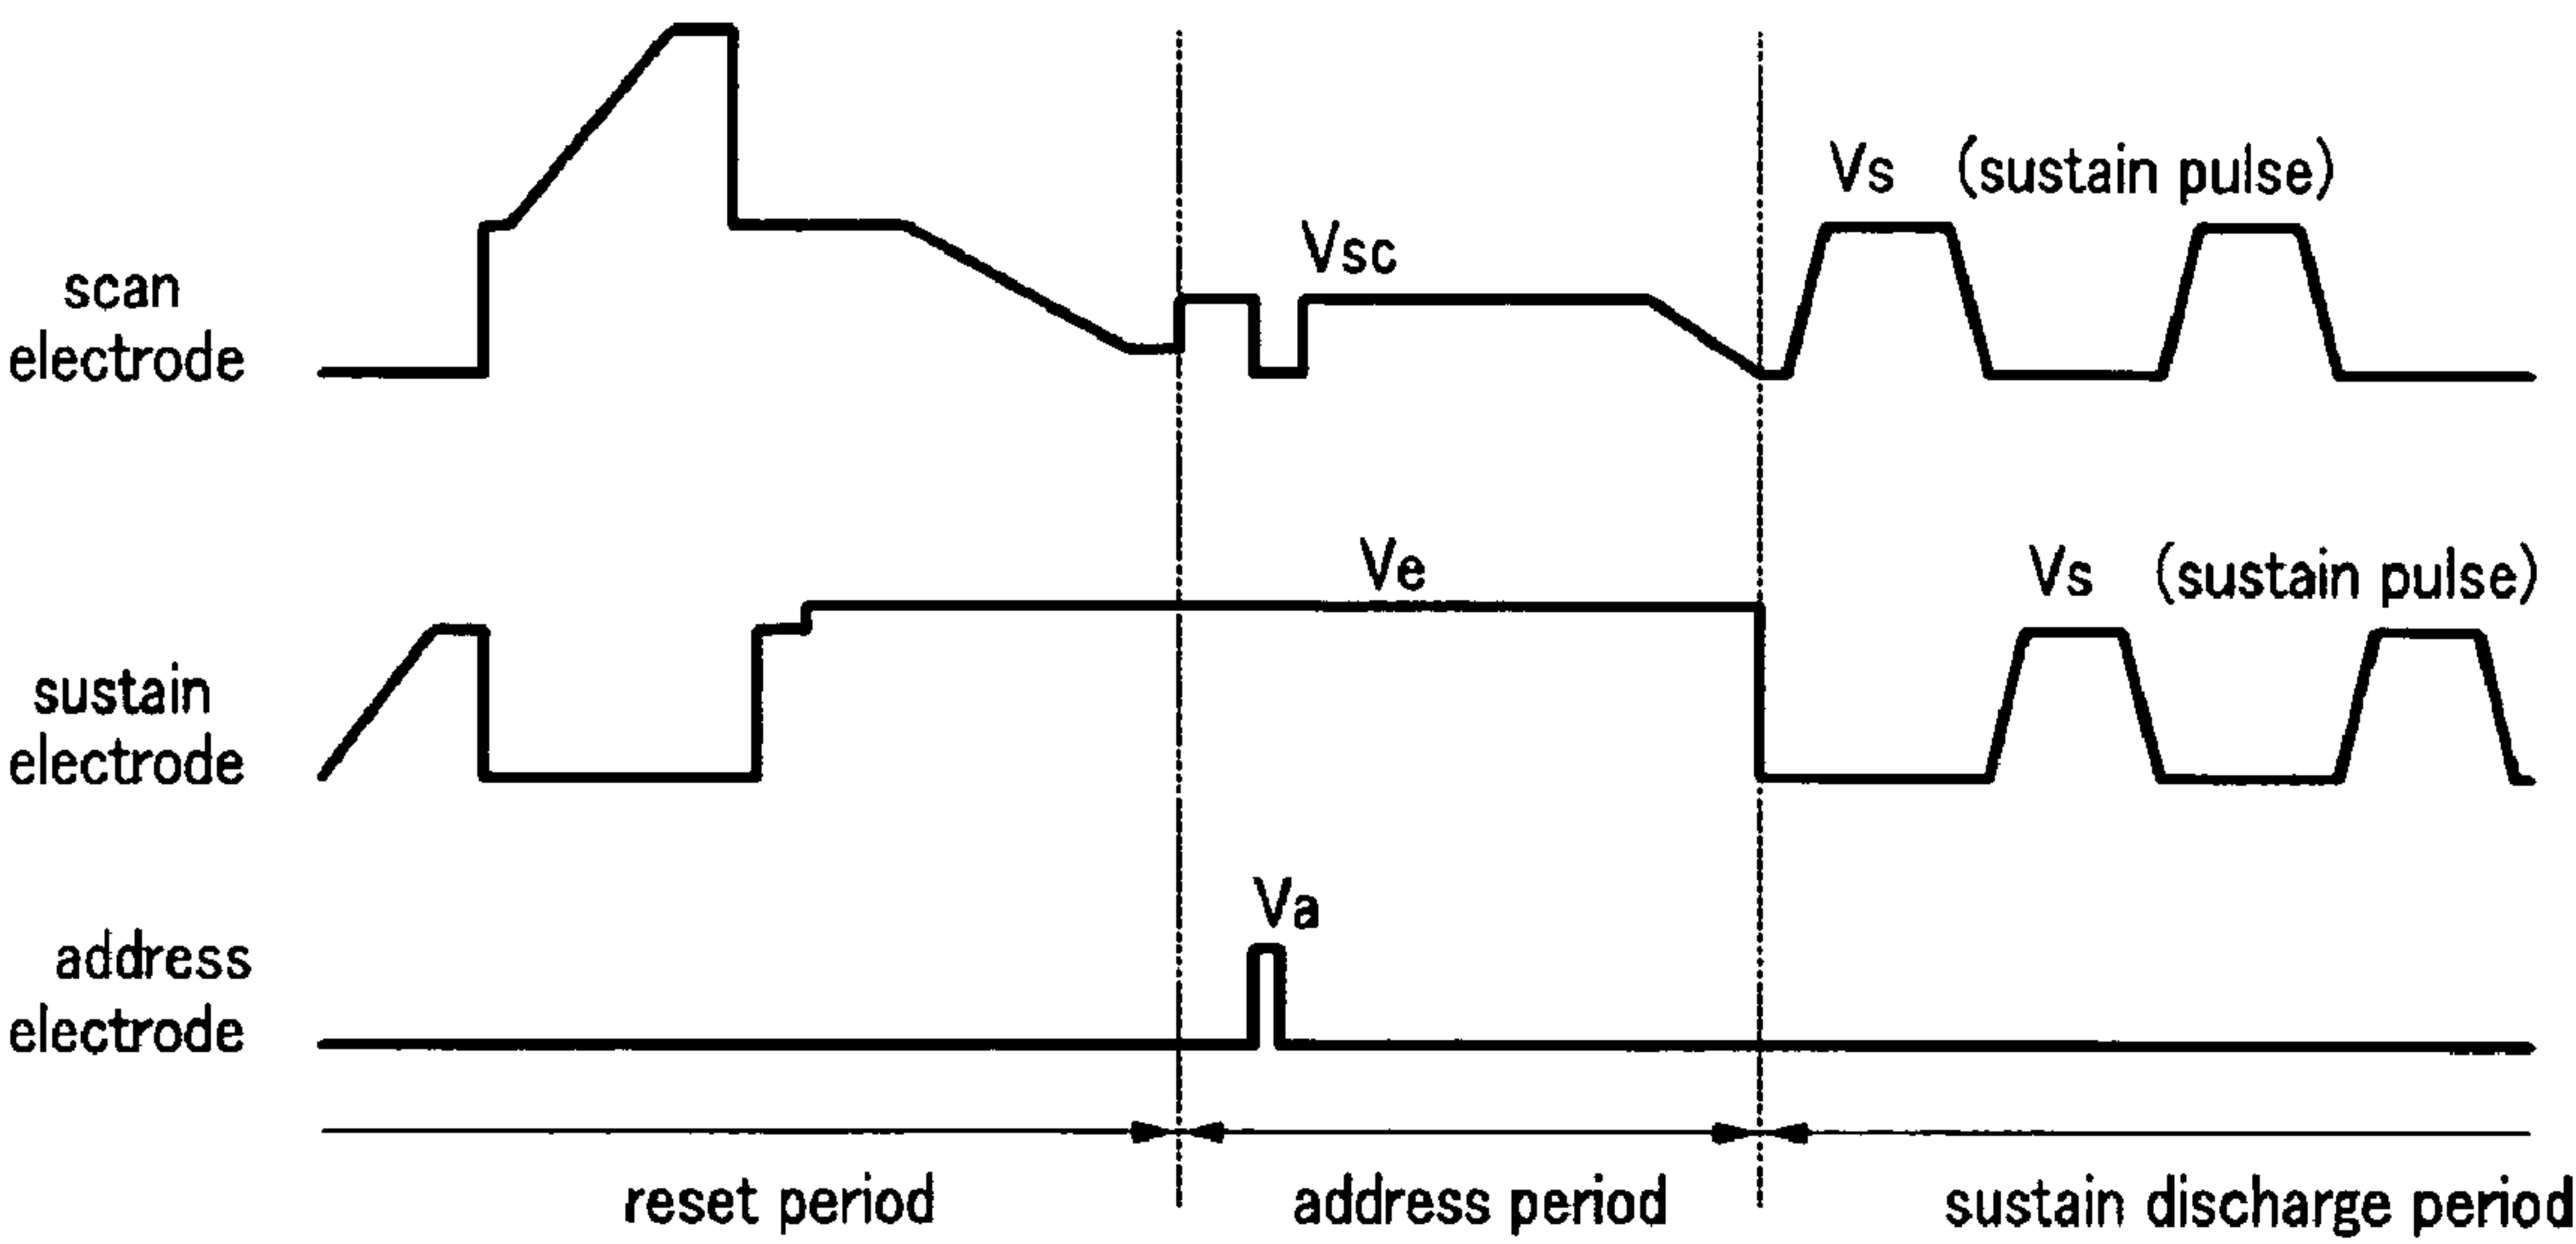 Vs (sustain pulse)
Vsc
scan
electrode
Ve
Vs (sustain pulse)
sustain
electrode
Va
address
electrode
reset period
address period
sustain discharge period